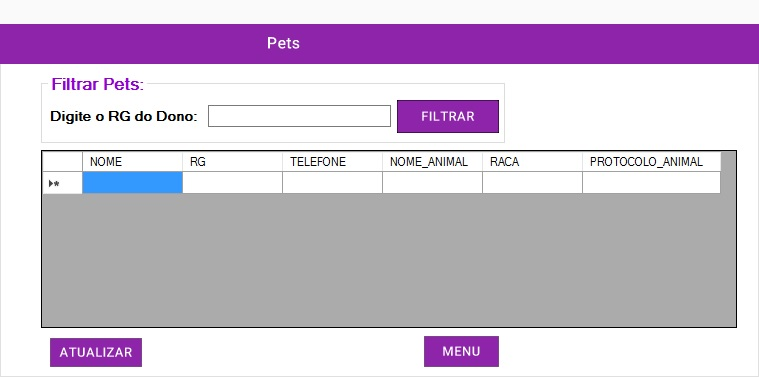 Pets
Filtrar Pets:
Digite o RG do Dono: FILTRAR
NOME RG TELEFONE NOME_ANIMAL RACA PROTOCOLO_ANIMAL
ATUALIZAR MENU